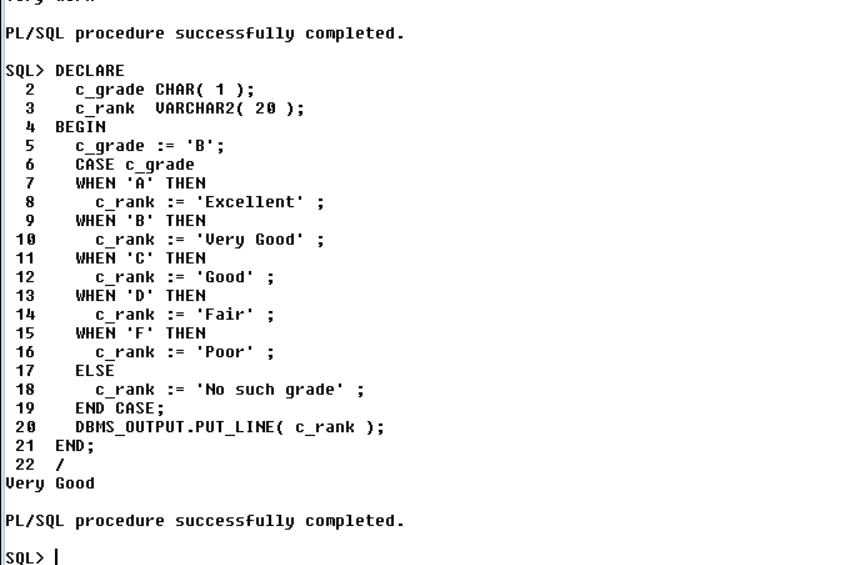 PL/SQL procedure successfully completed.
SQL> DECLARE
  2    c_grade CHAR( 1 );
  3    c_rank  VARCHAR2( 20 );
  4  BEGIN
  5    c_grade := 'B';
  6    CASE c_grade
  7    WHEN 'A' THEN
  8      c_rank := 'Excellent' ;
  9    WHEN 'B' THEN
 10      c_rank := 'Very Good' ;
 11    WHEN 'C' THEN
 12      c_rank := 'Good' ;
 13    WHEN 'D' THEN
 14      c_rank := 'Fair' ;
 15    WHEN 'F' THEN
 16      c_rank := 'Poor' ;
 17    ELSE
 18      c_rank := 'No such grade' ;
 19    END CASE;
 20    DBMS_OUTPUT.PUT_LINE( c_rank );
 21  END;
 22  /
Very Good
PL/SQL procedure successfully completed.
SQL>